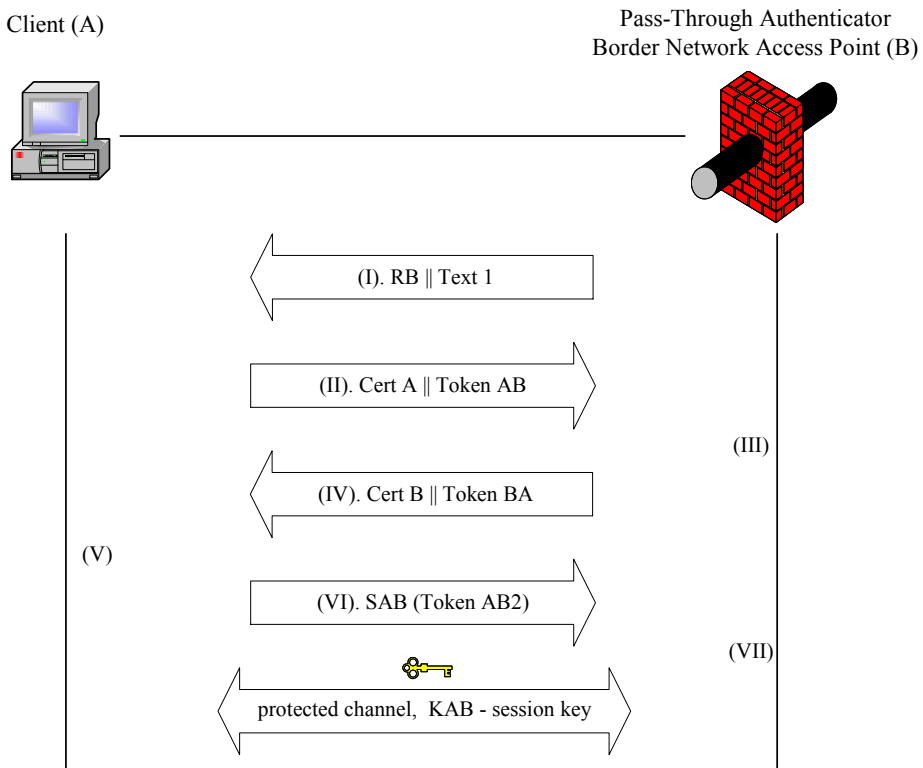 Client (A)
Pass-Through Authenticator
Border Network Access Point (B)
(I). RB || Text 1
(II). Cert A || Token AB
(III)
(IV). Cert B || Token BA
(V)
(VI). SAB (Token AB2)
(VII)
protected channel, KAB - session key